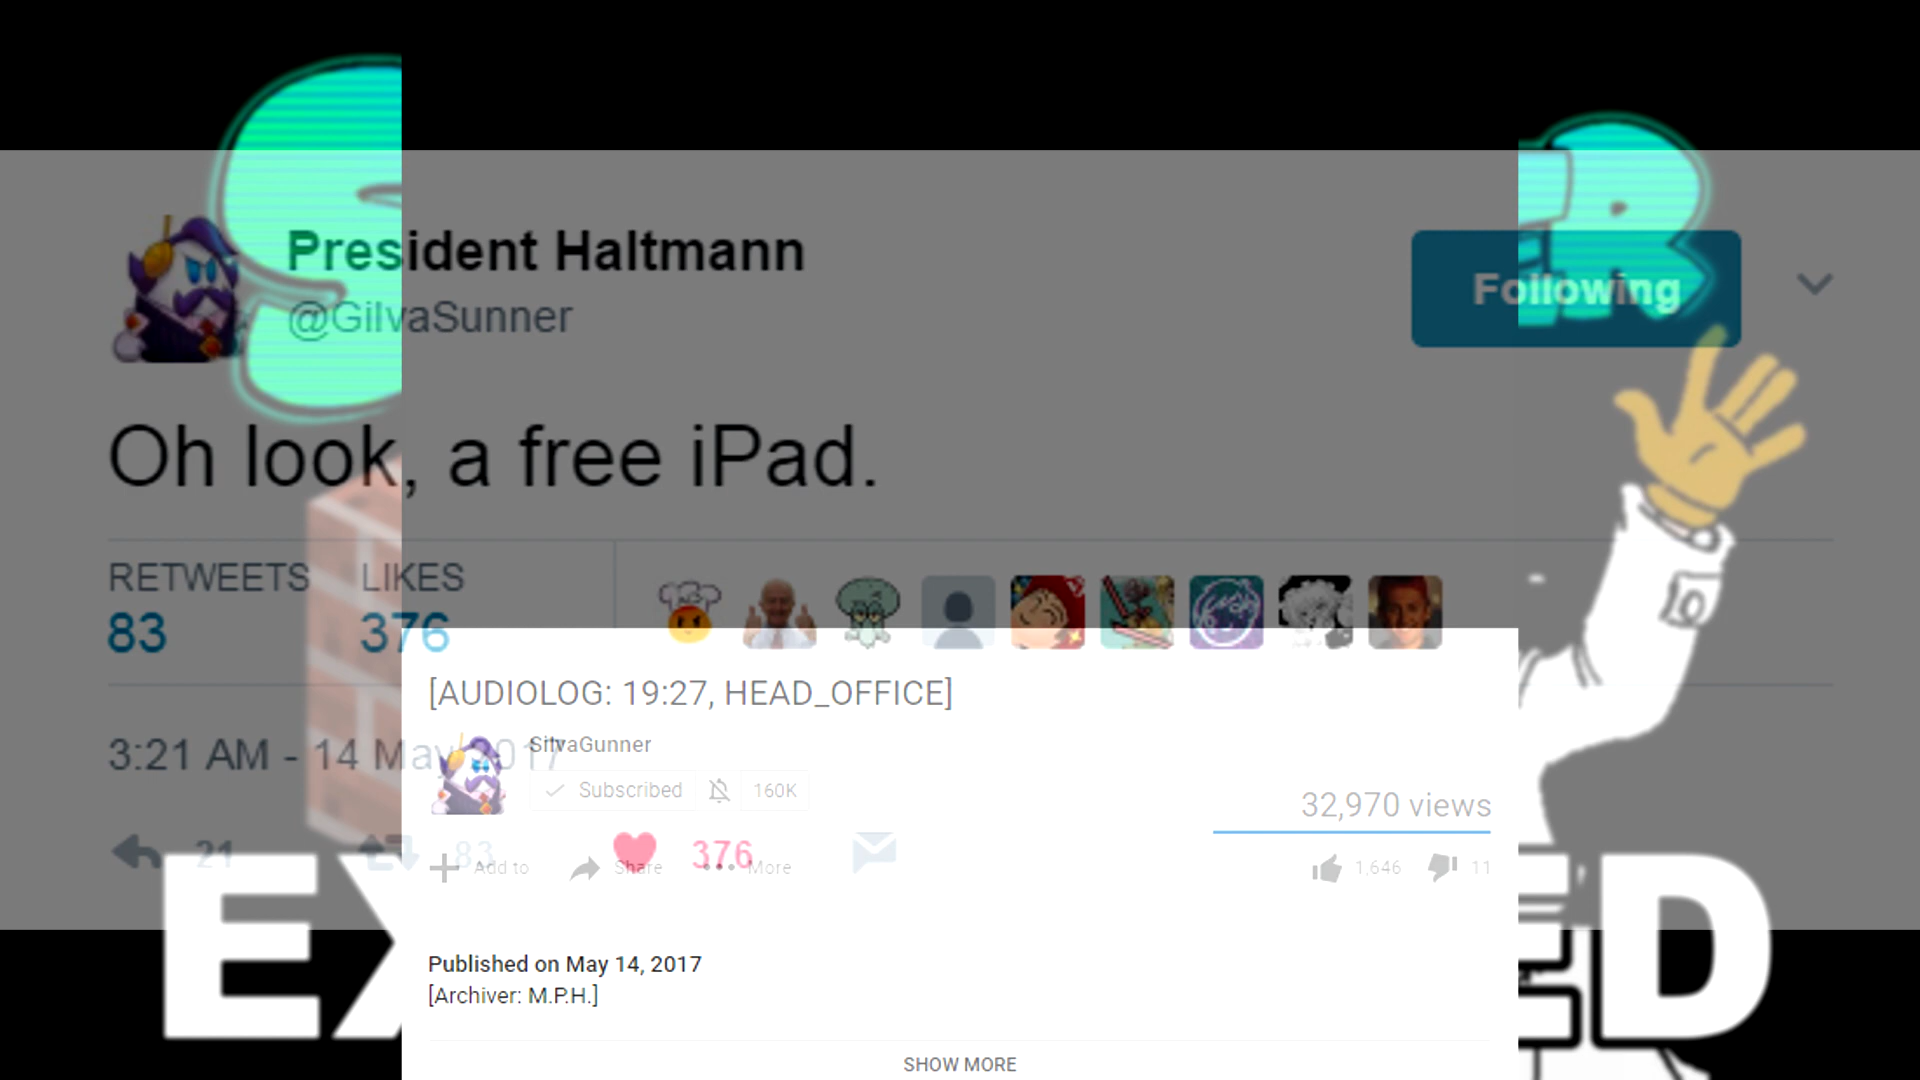 President Haltmann
@GilvaSunner
Following
Oh look, a free iPad.
RETWEETS LIKES
83 376
[AUDIOLOG: 19:27, HEAD_OFFICE]
3:21 AM - 14 May 2017
SilvaGunner
Subscribed 160K
32,970 views
21 83 376
Add to Share More 1,646 11
Published on May 14, 2017
[Archiver: M.P.H.]
SHOW MORE